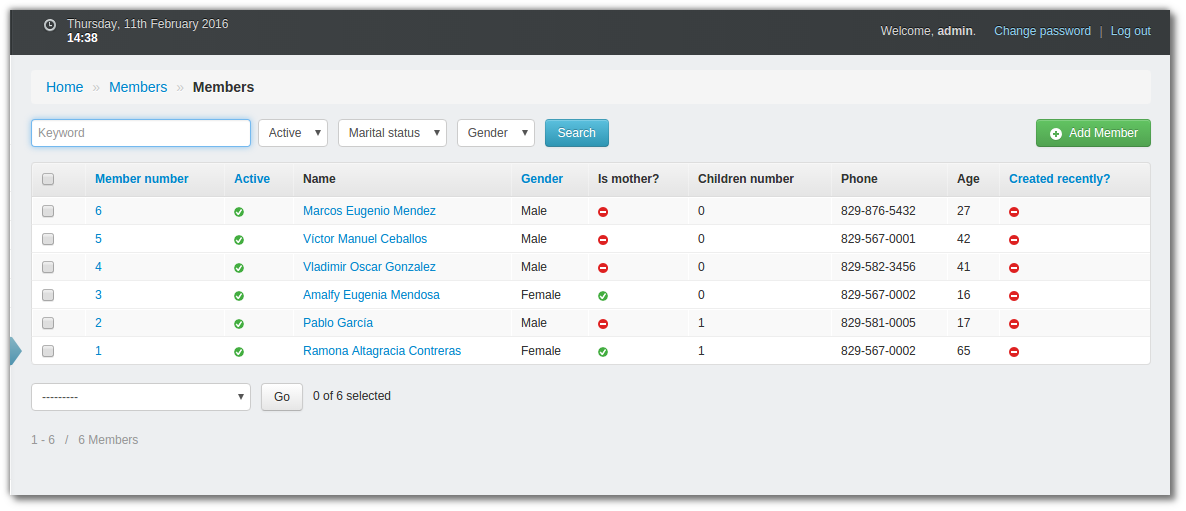 Thursday, 11th February 2016
14:38
Welcome, admin. Change password | Log out
Home » Members » Members
Keyword Active Marital status Gender Search Add Member
Member number Active Name Gender Is mother? Children number Phone Age Created recently?
6 Marcos Eugenio Mendez Male 0 829-876-5432 27
5 Víctor Manuel Ceballos Male 0 829-567-0001 42
4 Vladimir Oscar Gonzalez Male 0 829-582-3456 41
3 Amalfy Eugenia Mendosa Female 0 829-567-0002 16
2 Pablo García Male 1 829-581-0005 17
1 Ramona Altagracia Contreras Female 1 829-567-0002 65
--------- Go 0 of 6 selected
1 - 6 / 6 Members